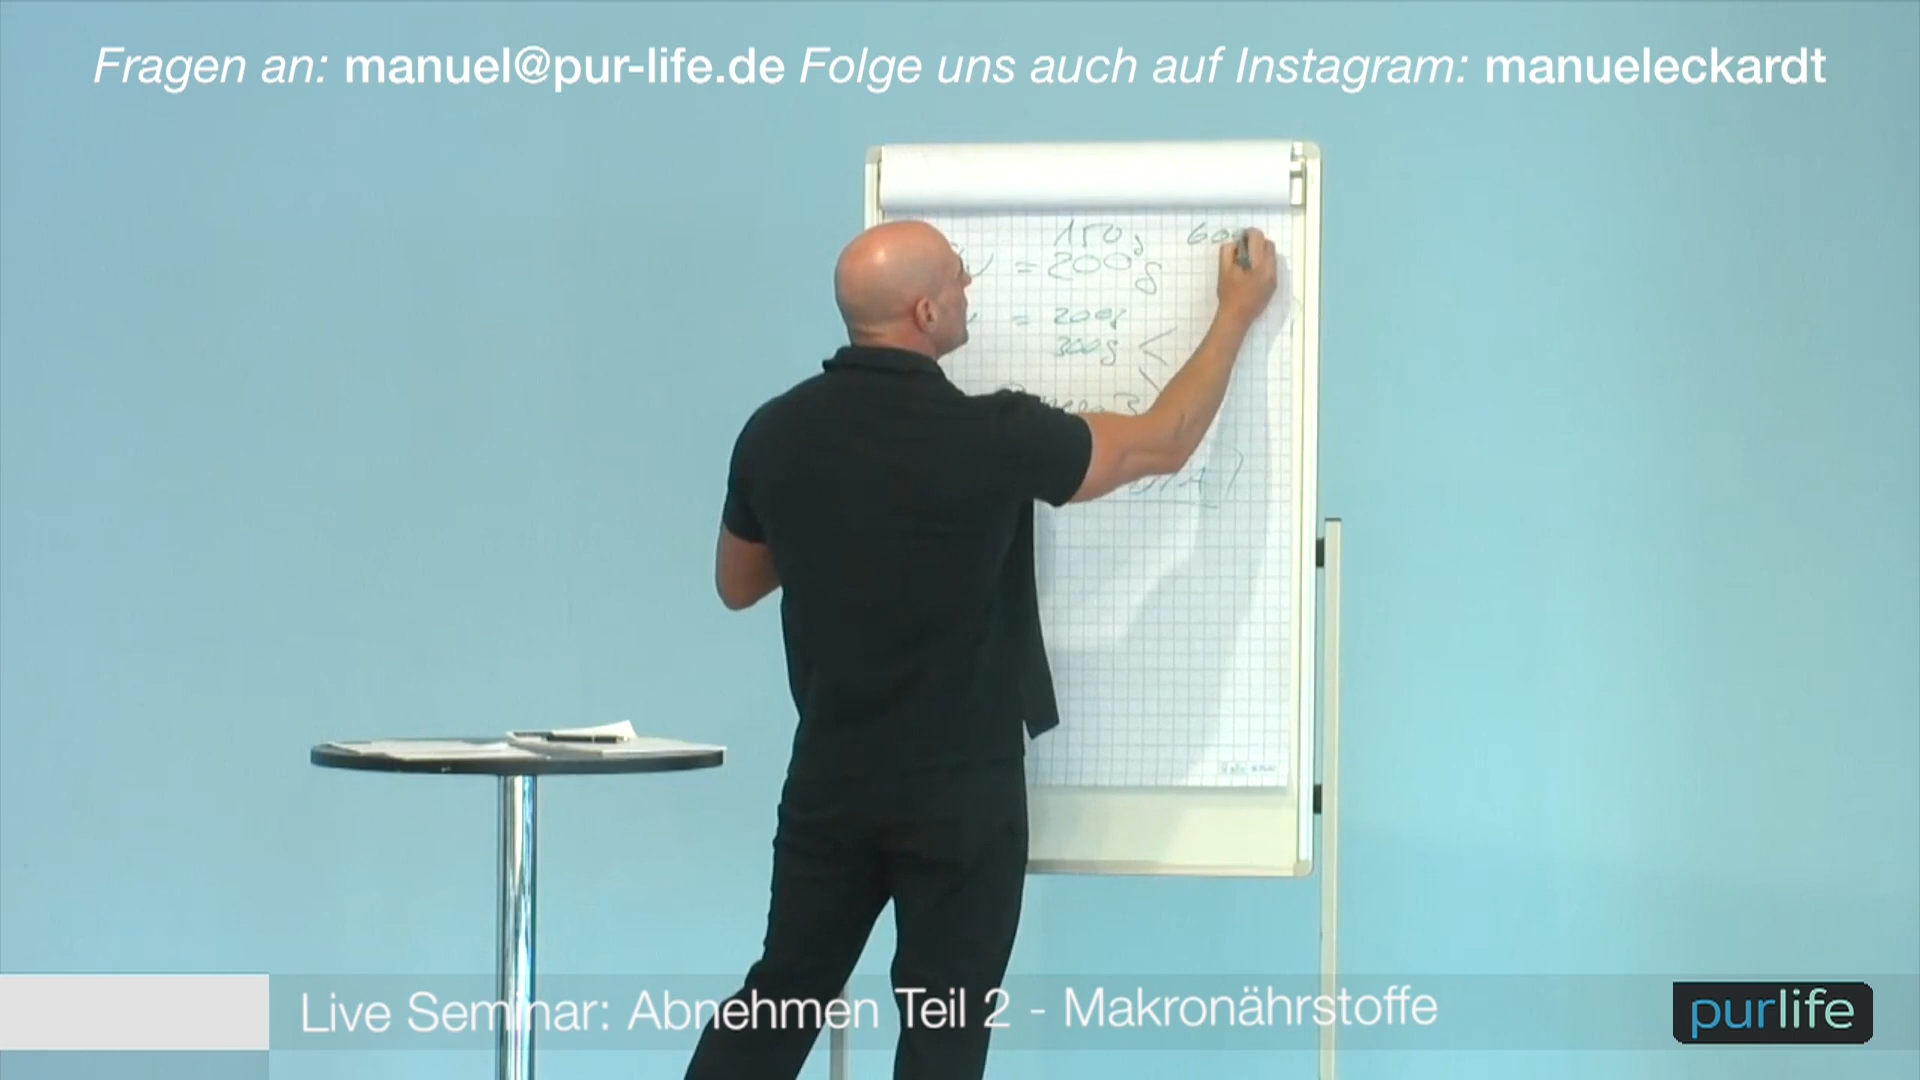 Fragen an: manuel@pur-life.de Folge uns auch auf Instagram: manueleckardt
150g
= 200g
= 200g
300g <
3
Live Seminar: Abnehmen Teil 2 - Makronährstoffe
purlife